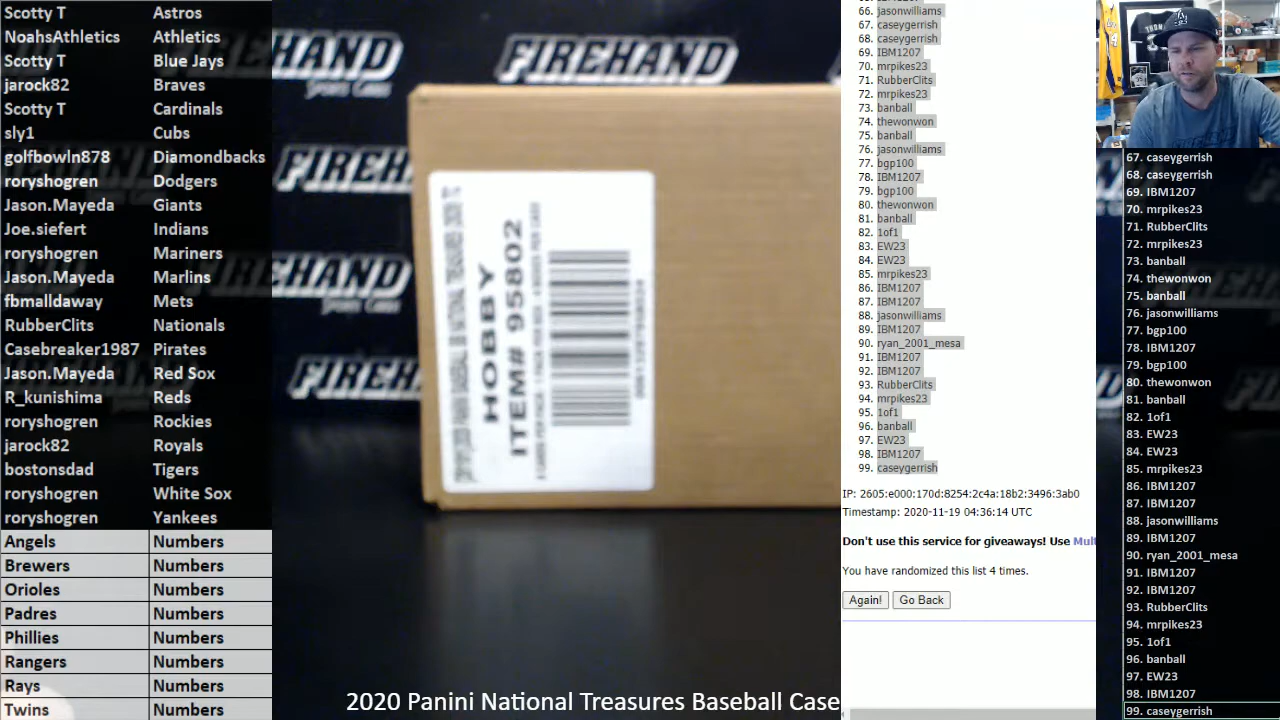 Scotty T Astros
NoahsAthletics Athletics
Scotty T Blue Jays
jarock82 Braves
Scotty T Cardinals
sly1 Cubs
golfbowln878 Diamondbacks
roryshogren Dodgers
Jason.Mayeda Giants
Joe.siefert Indians
roryshogren Mariners
Jason.Mayeda Marlins
fbmalldaway Mets
RubberClits Nationals
Casebreaker1987 Pirates
Jason.Mayeda Red Sox
R_kunishima Reds
roryshogren Rockies
jarock82 Royals
bostonsdad Tigers
roryshogren White Sox
roryshogren Yankees
Angels Numbers
Brewers Numbers
Orioles Numbers
Padres Numbers
Phillies Numbers
Rangers Numbers
Rays Numbers
Twins Numbers
FIREHAND
Sports Cards
FIREHAND
FIREHAND
FIREHAND
FIREHAND
HOBBY
ITEM# 95802
2020 Panini National Treasures Baseball Case
66. jasonwilliams
67. caseygerrish
68. caseygerrish
69. IBM1207
70. mrpikes23
71. RubberClits
72. mrpikes23
73. banball
74. thewonwon
75. banball
76. jasonwilliams
77. bgp100
78. IBM1207
79. bgp100
80. thewonwon
81. banball
82. 1of1
83. EW23
84. EW23
85. mrpikes23
86. IBM1207
87. IBM1207
88. jasonwilliams
89. IBM1207
90. ryan_2001_mesa
91. IBM1207
92. IBM1207
93. RubberClits
94. mrpikes23
95. 1of1
96. banball
97. EW23
98. IBM1207
99. caseygerrish
IP: 2605:e000:170d:8254:2c4a:18b2:3496:3ab0
Timestamp: 2020-11-19 04:36:14 UTC
Don't use this service for giveaways! Use Mult
You have randomized this list 4 times.
Again! Go Back
67. caseygerrish
68. caseygerrish
69. IBM1207
70. mrpikes23
71. RubberClits
72. mrpikes23
73. banball
74. thewonwon
75. banball
76. jasonwilliams
77. bgp100
78. IBM1207
79. bgp100
80. thewonwon
81. banball
82. 1of1
83. EW23
84. EW23
85. mrpikes23
86. IBM1207
87. IBM1207
88. jasonwilliams
89. IBM1207
90. ryan_2001_mesa
91. IBM1207
92. IBM1207
93. RubberClits
94. mrpikes23
95. 1of1
96. banball
97. EW23
98. IBM1207
99. caseygerrish